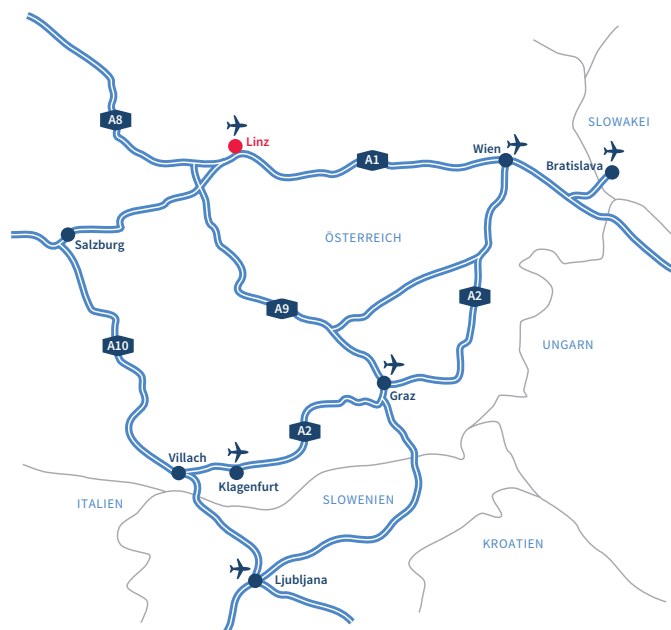 A8
SLOWAKEI
Linz
Wien
A1
Bratislava
Salzburg
ÖSTERREICH
A2
A9
A10
UNGARN
Graz
A2
Villach
Klagenfurt
ITALIEN
SLOWENIEN
KROATIEN
Ljubljana